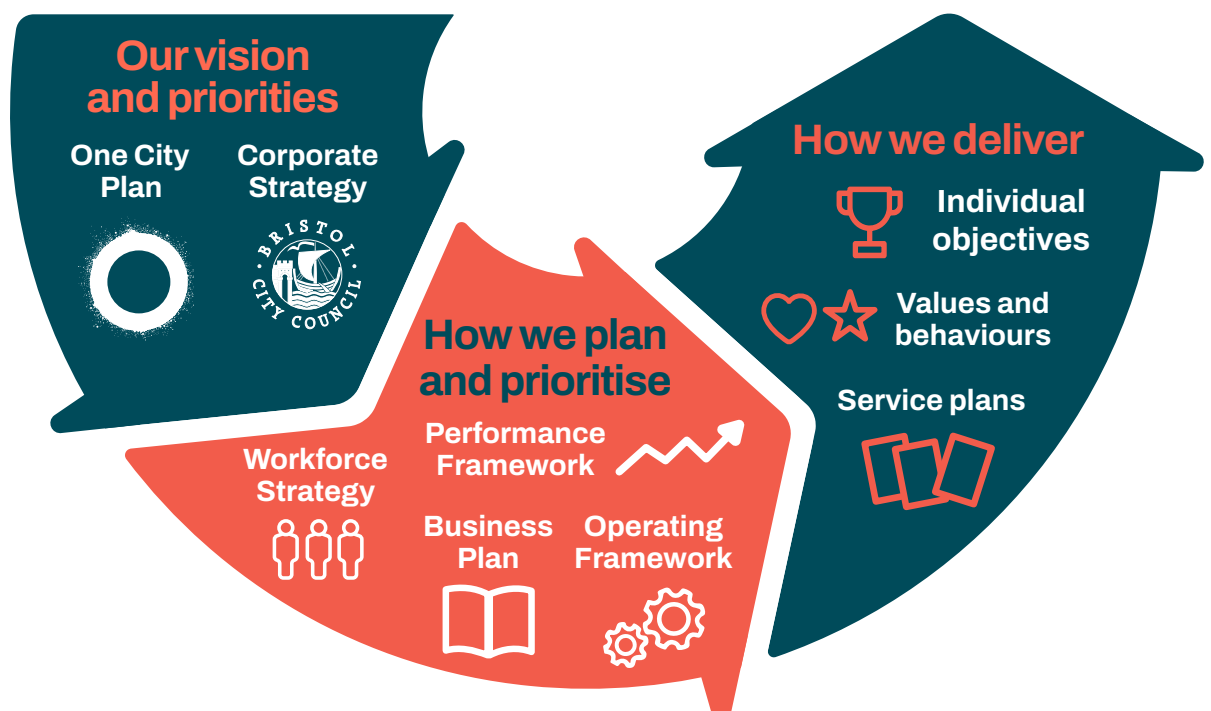 Our vision
and priorities
One City
Plan
Corporate
Strategy
· BRISTOL ·
CITY COUNCIL
How we plan
and prioritise
Workforce
Strategy
Performance
Framework
Business
Plan
Operating
Framework
How we deliver
Individual
objectives
Values and
behaviours
Service plans